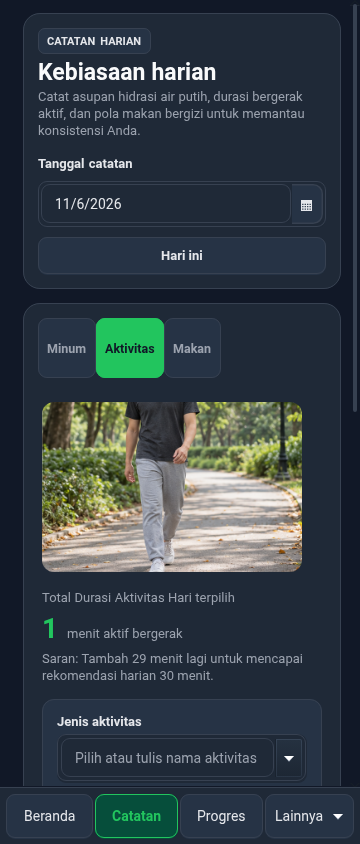 CATATAN HARIAN
Kebiasaan harian
Catat asupan hidrasi air putih, durasi bergerak
aktif, dan pola makan bergizi untuk memantau
konsistensi Anda.
Tanggal catatan
11/6/2026
Hari ini
Minum Aktivitas Makan
Total Durasi Aktivitas Hari terpilih
1 menit aktif bergerak
Saran: Tambah 29 menit lagi untuk mencapai
rekomendasi harian 30 menit.
Jenis aktivitas
Pilih atau tulis nama aktivitas
Beranda Catatan Progres Lainnya